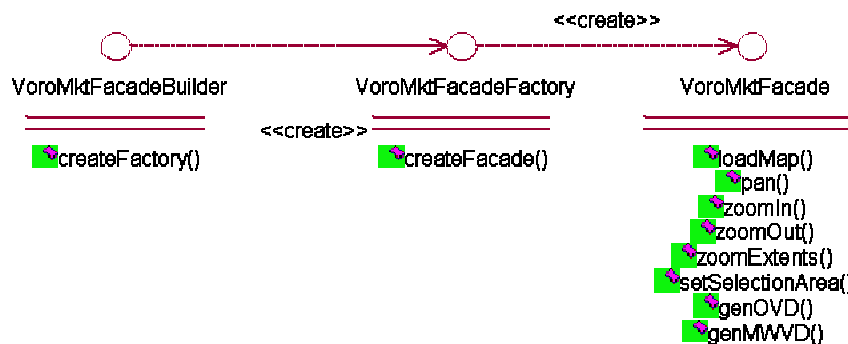 <<create>>
VoroMktFacadeBuilder VoroMktFacadeFactory VoroMktFacade
<<create>>
createFactory() createFacade() loadMap()
pan()
zoomIn()
zoomOut()
zoomExtents()
setSelectionArea()
genOVD()
genMWVD()